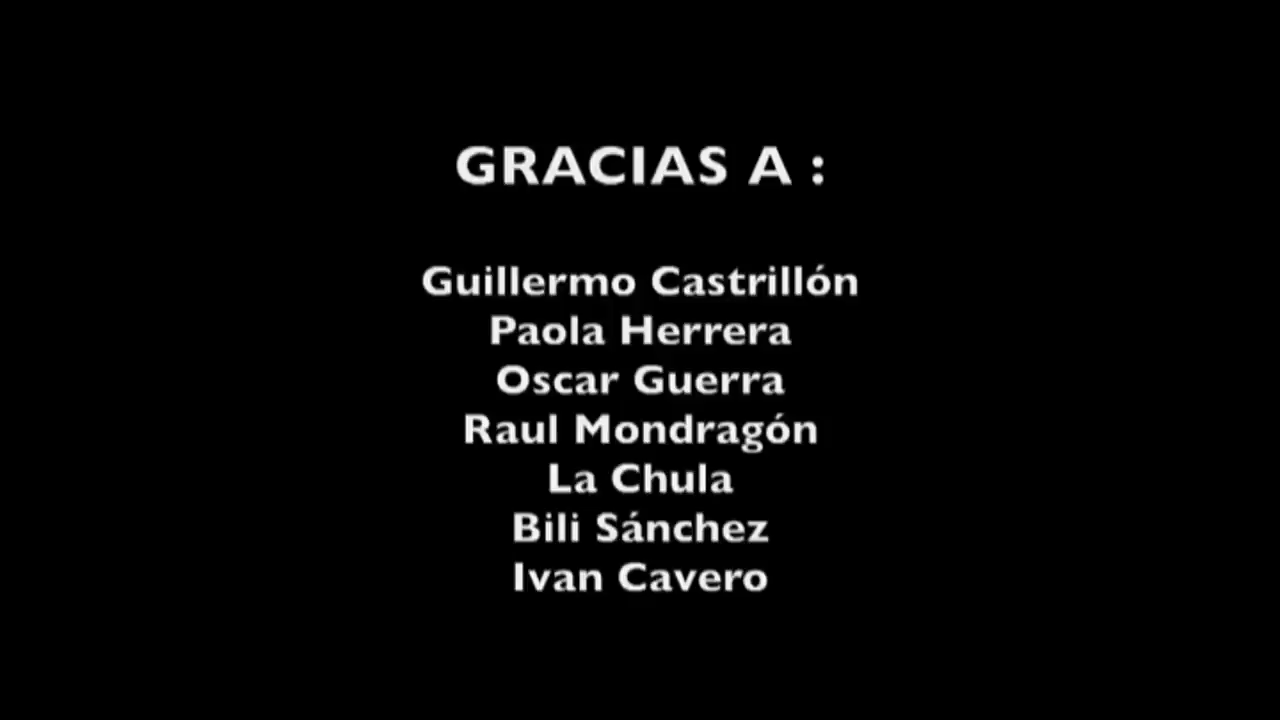 GRACIAS A :
Guillermo Castrillón
Paola Herrera
Oscar Guerra
Raul Mondragón
La Chula
Bili Sánchez
Ivan Cavero